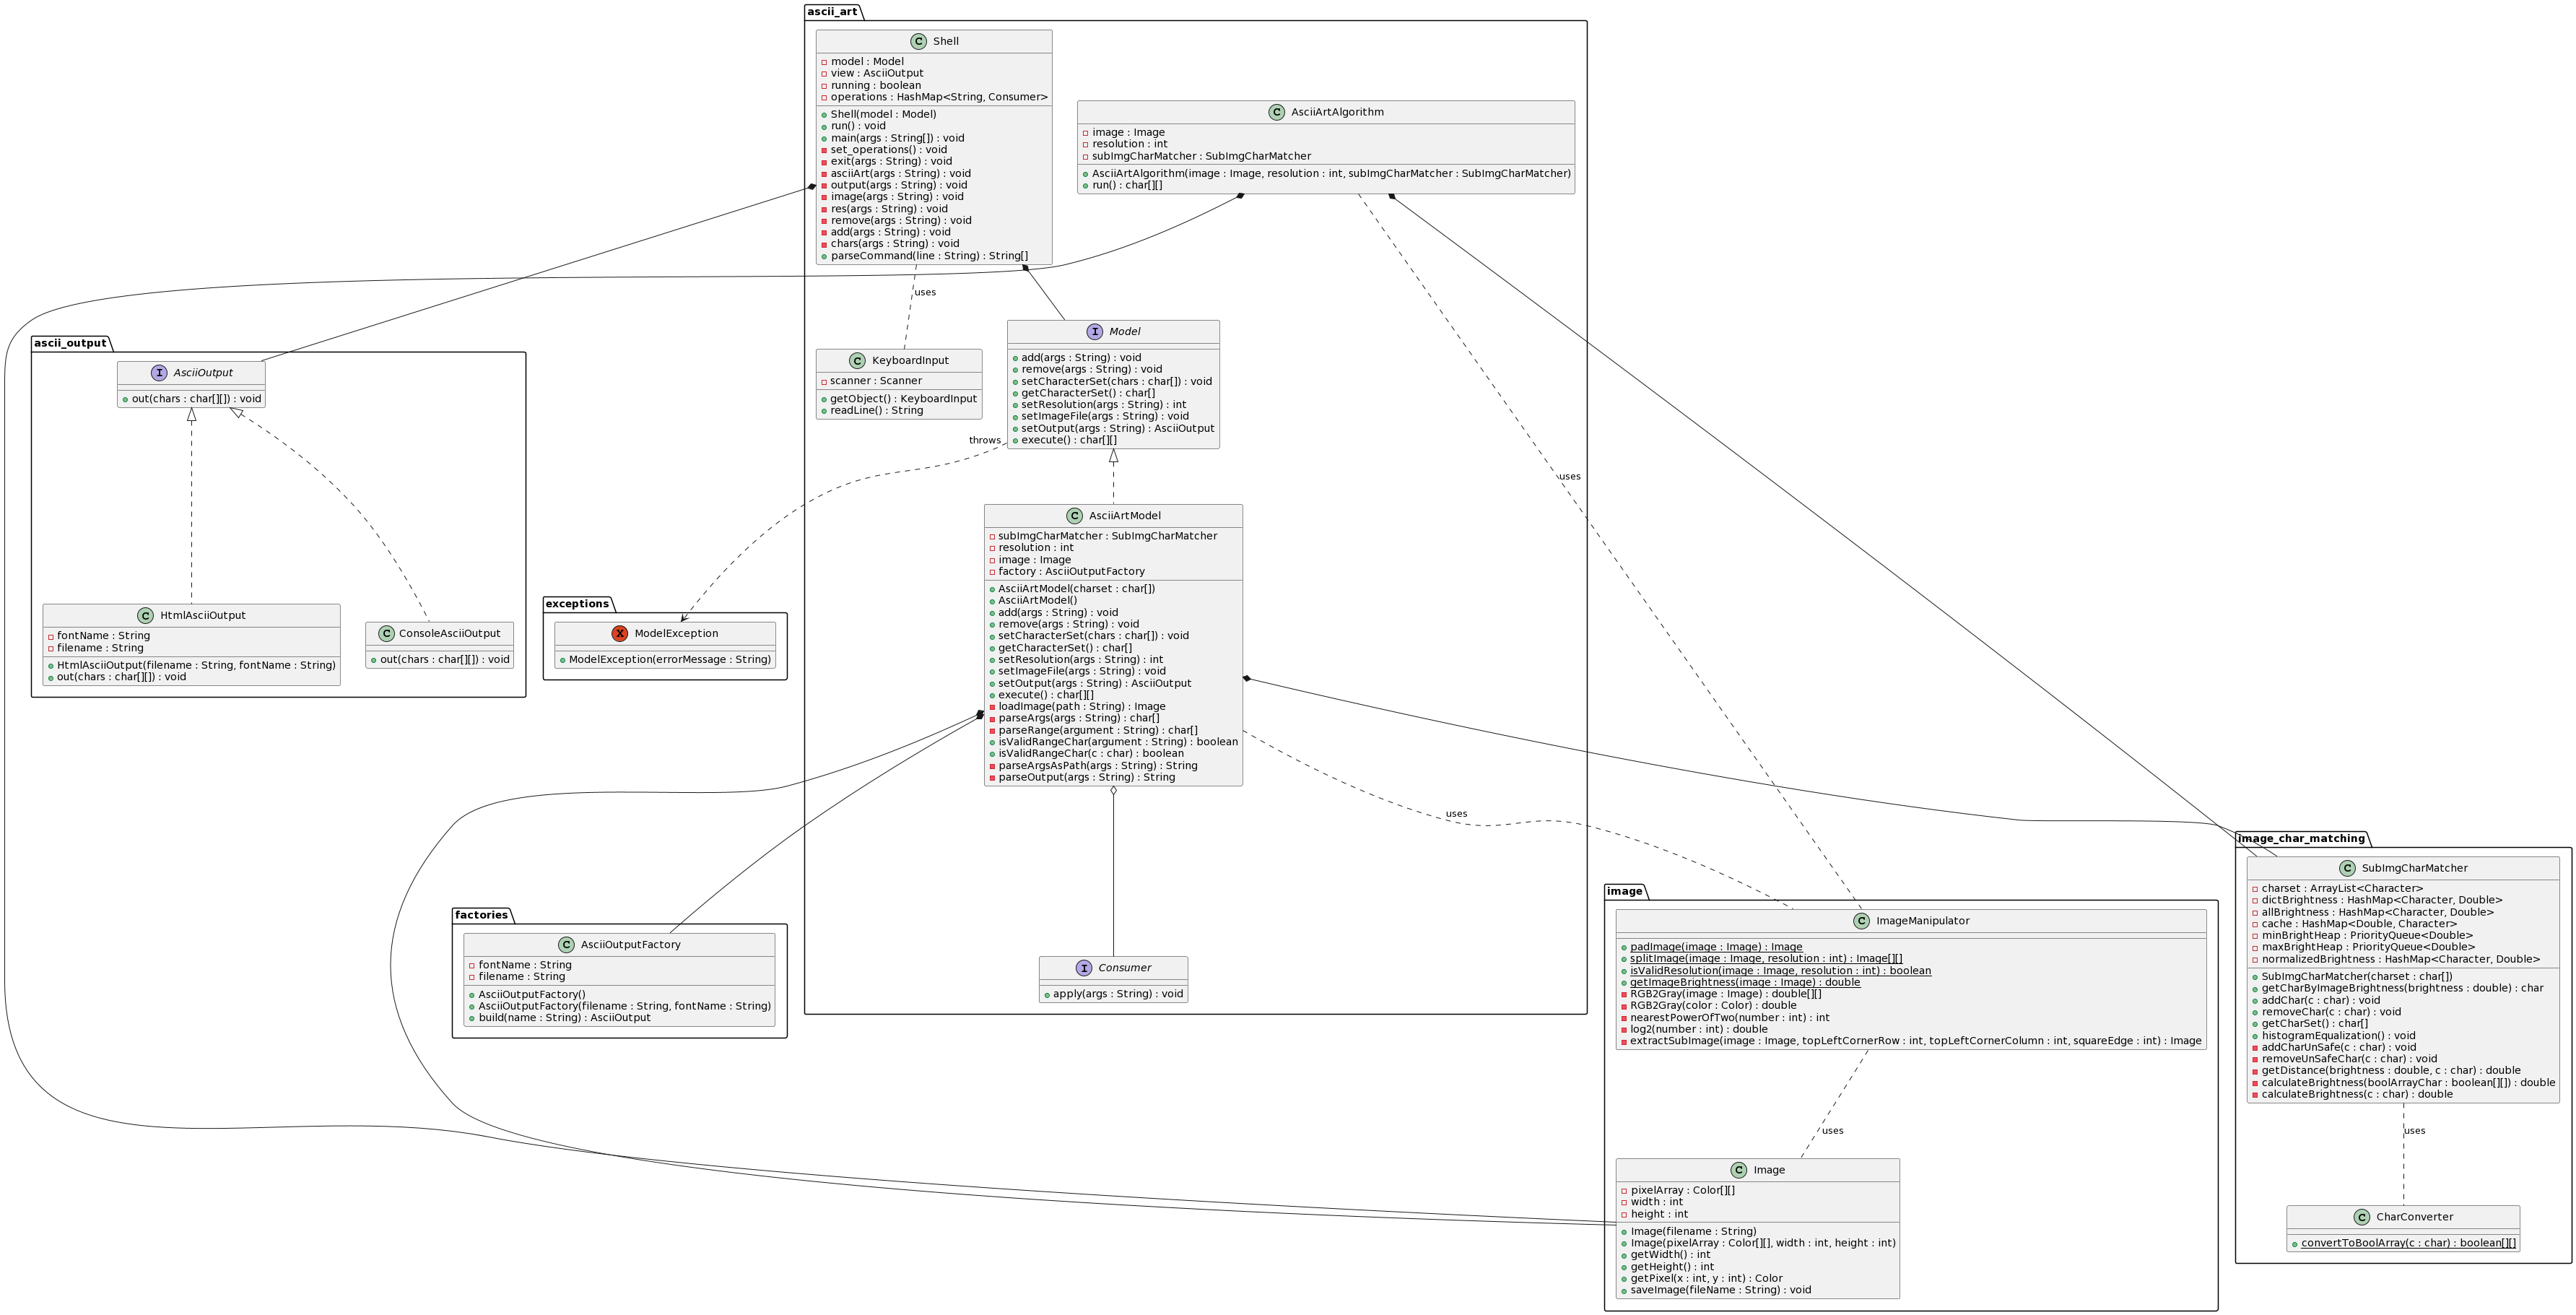 ascii_art
Shell
model : Model
view : AsciiOutput
running : boolean
operations : HashMap<String, Consumer>
Shell(model : Model)
run() : void
main(args : String[]) : void
set_operations() : void
exit(args : String) : void
asciiArt(args : String) : void
output(args : String) : void
image(args : String) : void
res(args : String) : void
remove(args : String) : void
add(args : String) : void
chars(args : String) : void
parseCommand(line : String) : String[]
AsciiArtAlgorithm
image : Image
resolution : int
subImgCharMatcher : SubImgCharMatcher
AsciiArtAlgorithm(image : Image, resolution : int, subImgCharMatcher : SubImgCharMatcher)
run() : char[][]
uses
KeyboardInput
scanner : Scanner
getObject() : KeyboardInput
readLine() : String
Model
add(args : String) : void
remove(args : String) : void
setCharacterSet(chars : char[]) : void
getCharacterSet() : char[]
setResolution(args : String) : int
setImageFile(args : String) : void
setOutput(args : String) : AsciiOutput
execute() : char[][]
throws
uses
ascii_output
AsciiOutput
out(chars : char[][]) : void
HtmlAsciiOutput
fontName : String
filename : String
HtmlAsciiOutput(filename : String, fontName : String)
out(chars : char[][]) : void
ConsoleAsciiOutput
out(chars : char[][]) : void
exceptions
ModelException
ModelException(errorMessage : String)
AsciiArtModel
subImgCharMatcher : SubImgCharMatcher
resolution : int
image : Image
factory : AsciiOutputFactory
AsciiArtModel(charset : char[])
AsciiArtModel()
add(args : String) : void
remove(args : String) : void
setCharacterSet(chars : char[]) : void
getCharacterSet() : char[]
setResolution(args : String) : int
setImageFile(args : String) : void
setOutput(args : String) : AsciiOutput
execute() : char[][]
loadImage(path : String) : Image
parseArgs(args : String) : char[]
parseRange(argument : String) : char[]
isValidRangeChar(argument : String) : boolean
isValidRangeChar(c : char) : boolean
parseArgsAsPath(args : String) : String
parseOutput(args : String) : String
uses
factories
AsciiOutputFactory
fontName : String
filename : String
AsciiOutputFactory()
AsciiOutputFactory(filename : String, fontName : String)
build(name : String) : AsciiOutput
Consumer
apply(args : String) : void
image
ImageManipulator
padImage(image : Image) : Image
splitImage(image : Image, resolution : int) : Image[][]
isValidResolution(image : Image, resolution : int) : boolean
getImageBrightness(image : Image) : double
RGB2Gray(image : Image) : double[][]
RGB2Gray(color : Color) : double
nearestPowerOfTwo(number : int) : int
log2(number : int) : double
extractSubImage(image : Image, topLeftCornerRow : int, topLeftCornerColumn : int, squareEdge : int) : Image
uses
Image
pixelArray : Color[][]
width : int
height : int
Image(filename : String)
Image(pixelArray : Color[][], width : int, height : int)
getWidth() : int
getHeight() : int
getPixel(x : int, y : int) : Color
saveImage(fileName : String) : void
image_char_matching
SubImgCharMatcher
charset : ArrayList<Character>
dictBrightness : HashMap<Character, Double>
allBrightness : HashMap<Character, Double>
cache : HashMap<Double, Character>
minBrightHeap : PriorityQueue<Double>
maxBrightHeap : PriorityQueue<Double>
normalizedBrightness : HashMap<Character, Double>
SubImgCharMatcher(charset : char[])
getCharByImageBrightness(brightness : double) : char
addChar(c : char) : void
removeChar(c : char) : void
getCharSet() : char[]
histogramEqualization() : void
addCharUnSafe(c : char) : void
removeUnSafeChar(c : char) : void
getDistance(brightness : double, c : char) : double
calculateBrightness(boolArrayChar : boolean[][]) : double
calculateBrightness(c : char) : double
uses
CharConverter
convertToBoolArray(c : char) : boolean[][]